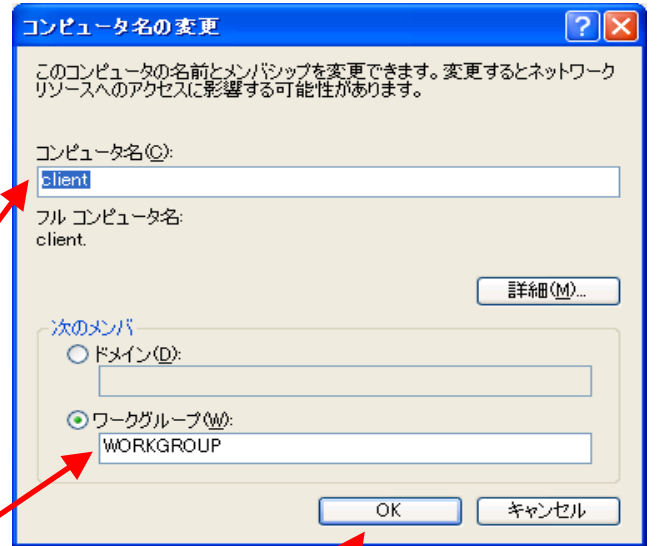 コンピュータ名の変更
このコンピュータの名前とメンバシップを変更できます。変更するとネットワーク
リソースへのアクセスに影響する可能性があります。
コンピュータ名(C):
client
フル コンピュータ名:
client.
詳細(M)...
次のメンバ
ドメイン(D):
ワークグループ(W):
WORKGROUP
OK キャンセル